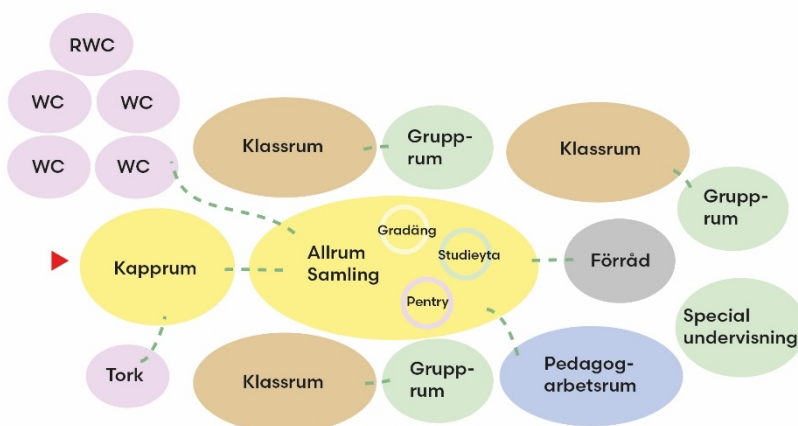 RWC
WC
WC
WC
WC
Klassrum
Grupp-
rum
Klassrum
Grupp-
rum
Kapprum
Allrum
Samling
Gradäng
Studieyta
Pentry
Förråd
Special
undervisning
Tork
Klassrum
Grupp-
rum
Pedagog-
arbetsrum